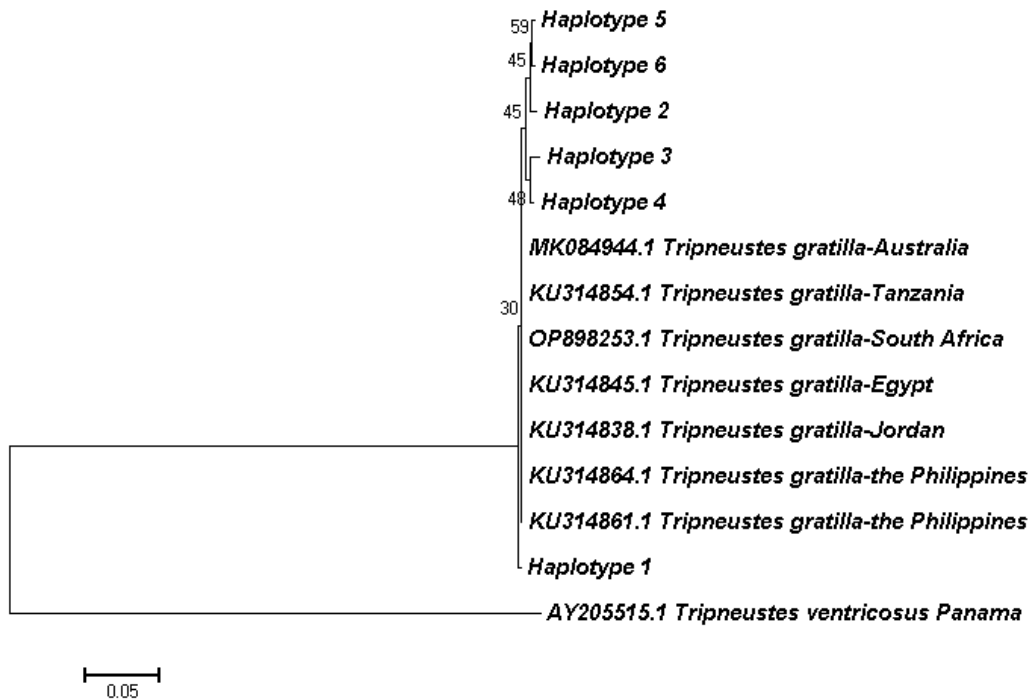 59
Haplotype 5
45
Haplotype 6
45
Haplotype 2
Haplotype 3
48
Haplotype 4
MK084944.1 Tripneustes gratilla-Australia
KU314854.1 Tripneustes gratilla-Tanzania
30
OP898253.1 Tripneustes gratilla-South Africa
KU314845.1 Tripneustes gratilla-Egypt
KU314838.1 Tripneustes gratilla-Jordan
KU314864.1 Tripneustes gratilla-the Philippines
KU314861.1 Tripneustes gratilla-the Philippines
Haplotype 1
AY205515.1 Tripneustes ventricosus Panama
0.05